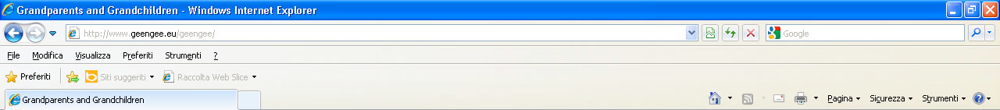 Grandparents and Grandchildren - Windows Internet Explorer
http://www.geengee.eu/geengee/ Google
File Modifica Visualizza Preferiti Strumenti ?
Preferiti Siti suggeriti Raccolta Web Slice
Grandparents and Grandchildren Pagina Sicurezza Strumenti